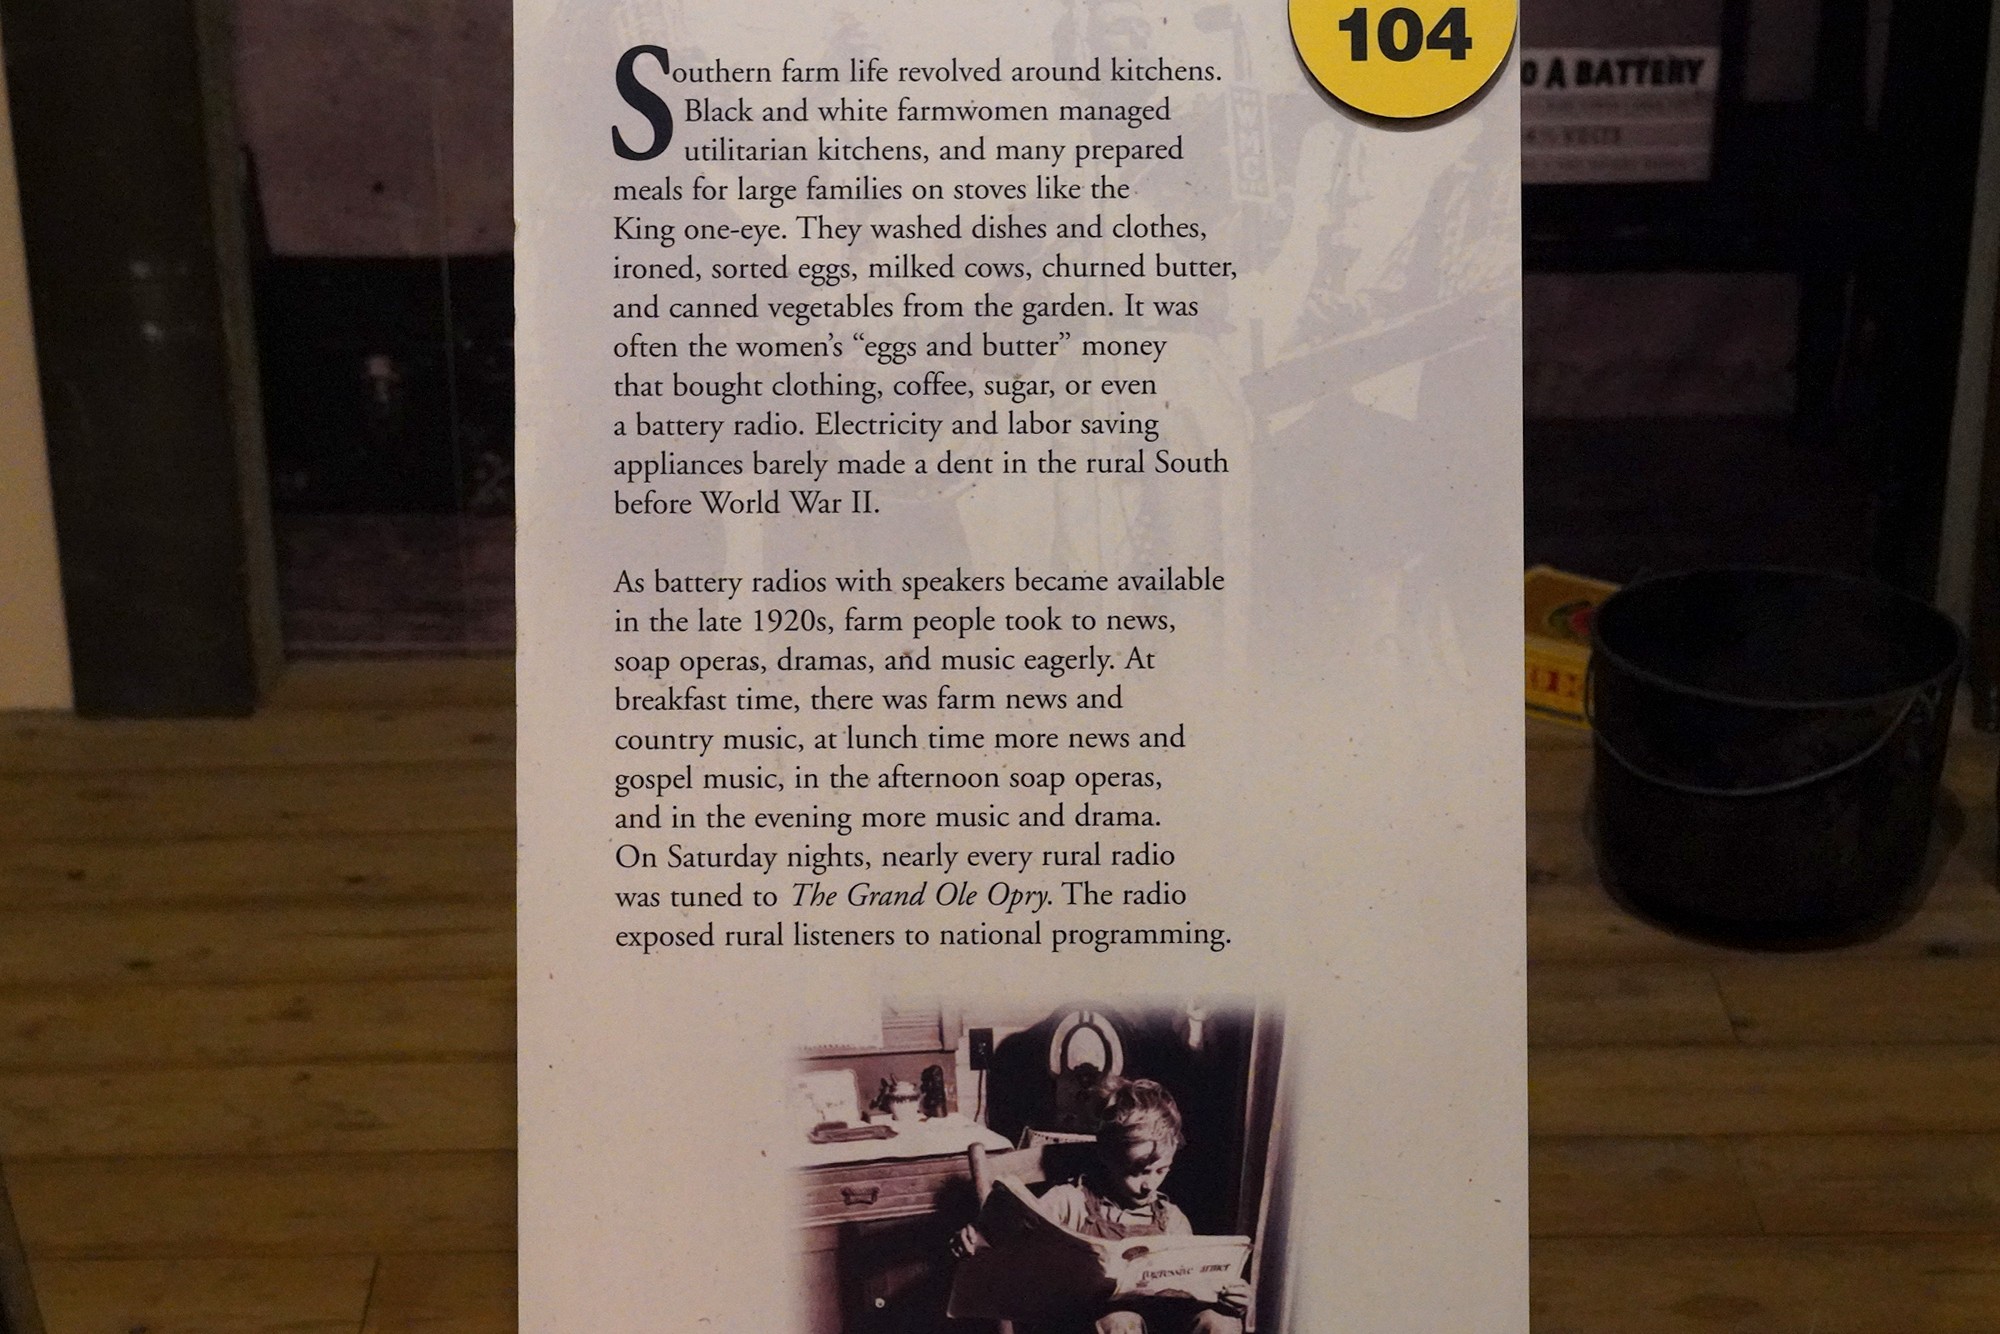 104
Southern farm life revolved around kitchens.
Black and white farmwomen managed
utilitarian kitchens, and many prepared
meals for large families on stoves like the
King one-eye. They washed dishes and clothes,
ironed, sorted eggs, milked cows, churned butter,
and canned vegetables from the garden. It was
often the women’s “eggs and butter” money
that bought clothing, coffee, sugar, or even
a battery radio. Electricity and labor saving
appliances barely made a dent in the rural South
before World War II.
As battery radios with speakers became available
in the late 1920s, farm people took to news,
soap operas, dramas, and music eagerly. At
breakfast time, there was farm news and
country music, at lunch time more news and
gospel music, in the afternoon soap operas,
and in the evening more music and drama.
On Saturday nights, nearly every rural radio
was tuned to The Grand Ole Opry. The radio
exposed rural listeners to national programming.
A BATTERY
VOLTS